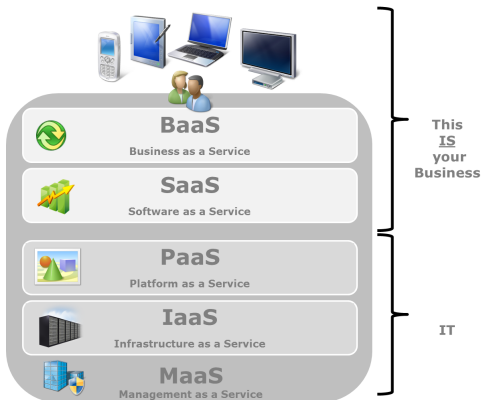 BaaS
Business as a Service
SaaS
Software as a Service
PaaS
Platform as a Service
IaaS
Infrastructure as a Service
MaaS
Management as a Service
This
IS
your
Business
IT